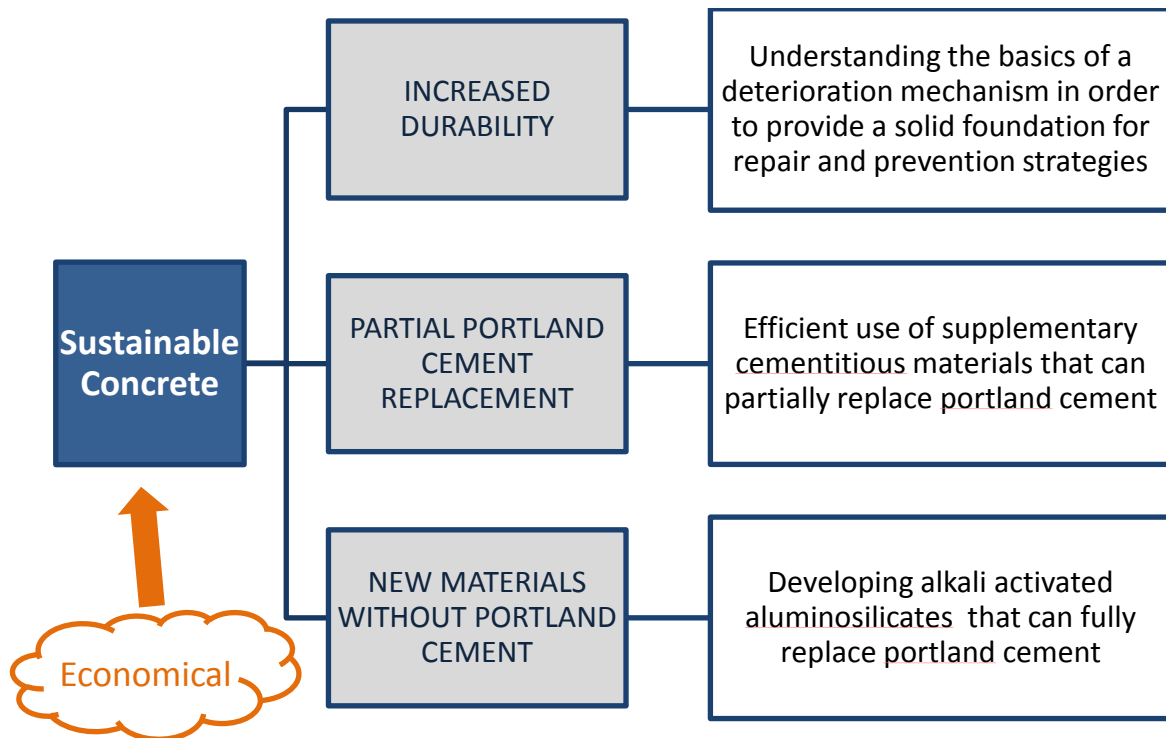 INCREASED
DURABILITY
Understanding the basics of a
deterioration mechanism in order
to provide a solid foundation for
repair and prevention strategies
Sustainable
Concrete
PARTIAL PORTLAND
CEMENT
REPLACEMENT
Efficient use of supplementary
cementitious materials that can
partially replace portland cement
NEW MATERIALS
WITHOUT PORTLAND
CEMENT
Developing alkali activated
aluminosilicates that can fully
replace portland cement
Economical